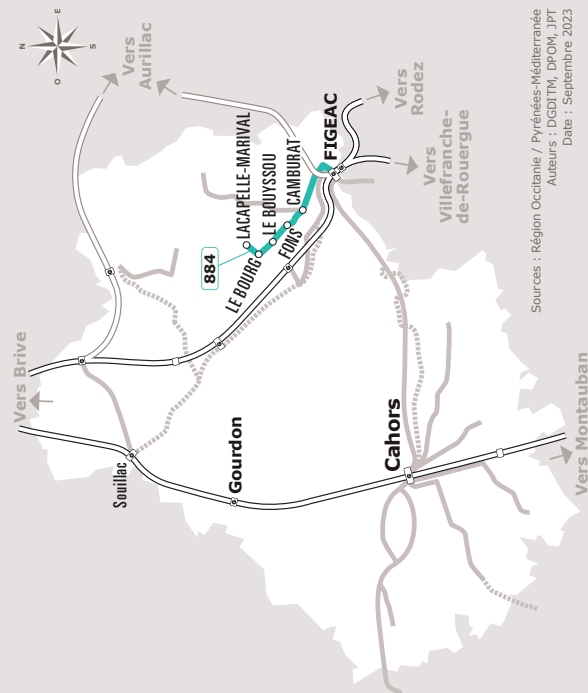 N
E
S
O
Vers
Aurillac
Vers Brive
LACAPELLE-MARIVAL
LE BOUYSSOU
CAMBURAT
FIGEAC
884
LE BOURG
FONS
Vers
Rodez
Vers
Villefranche-
de-Rouergue
Souillac
Gourdon
Cahors
Vers Montauban
Sources : Région Occitanie / Pyrénées-Méditerranée
Auteurs : DGDITM, DPOM, JPT
Date : Septembre 2023